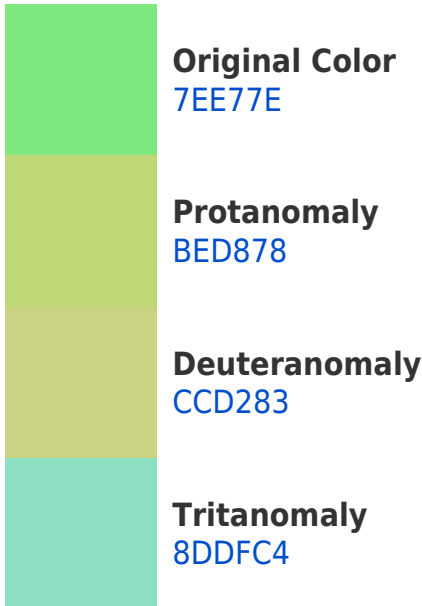 Original Color
7EE77E
Protanomaly
BED878
Deuteranomaly
CCD283
Tritanomaly
8DDFC4